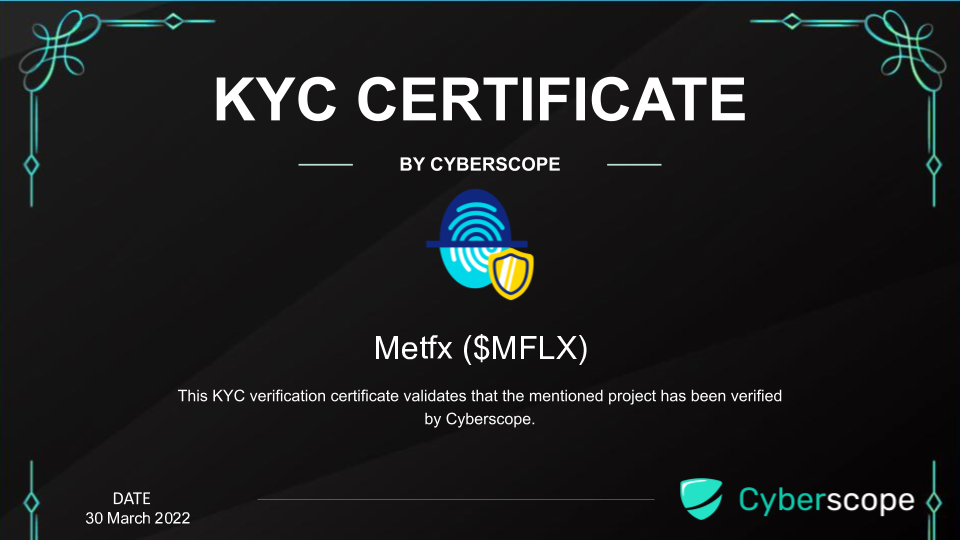 KYC CERTIFICATE
BY CYBERSCOPE
Metfx ($MFLX)
This KYC verification certificate validates that the mentioned project has been verified
by Cyberscope.
DATE
30 March 2022
Cyberscope